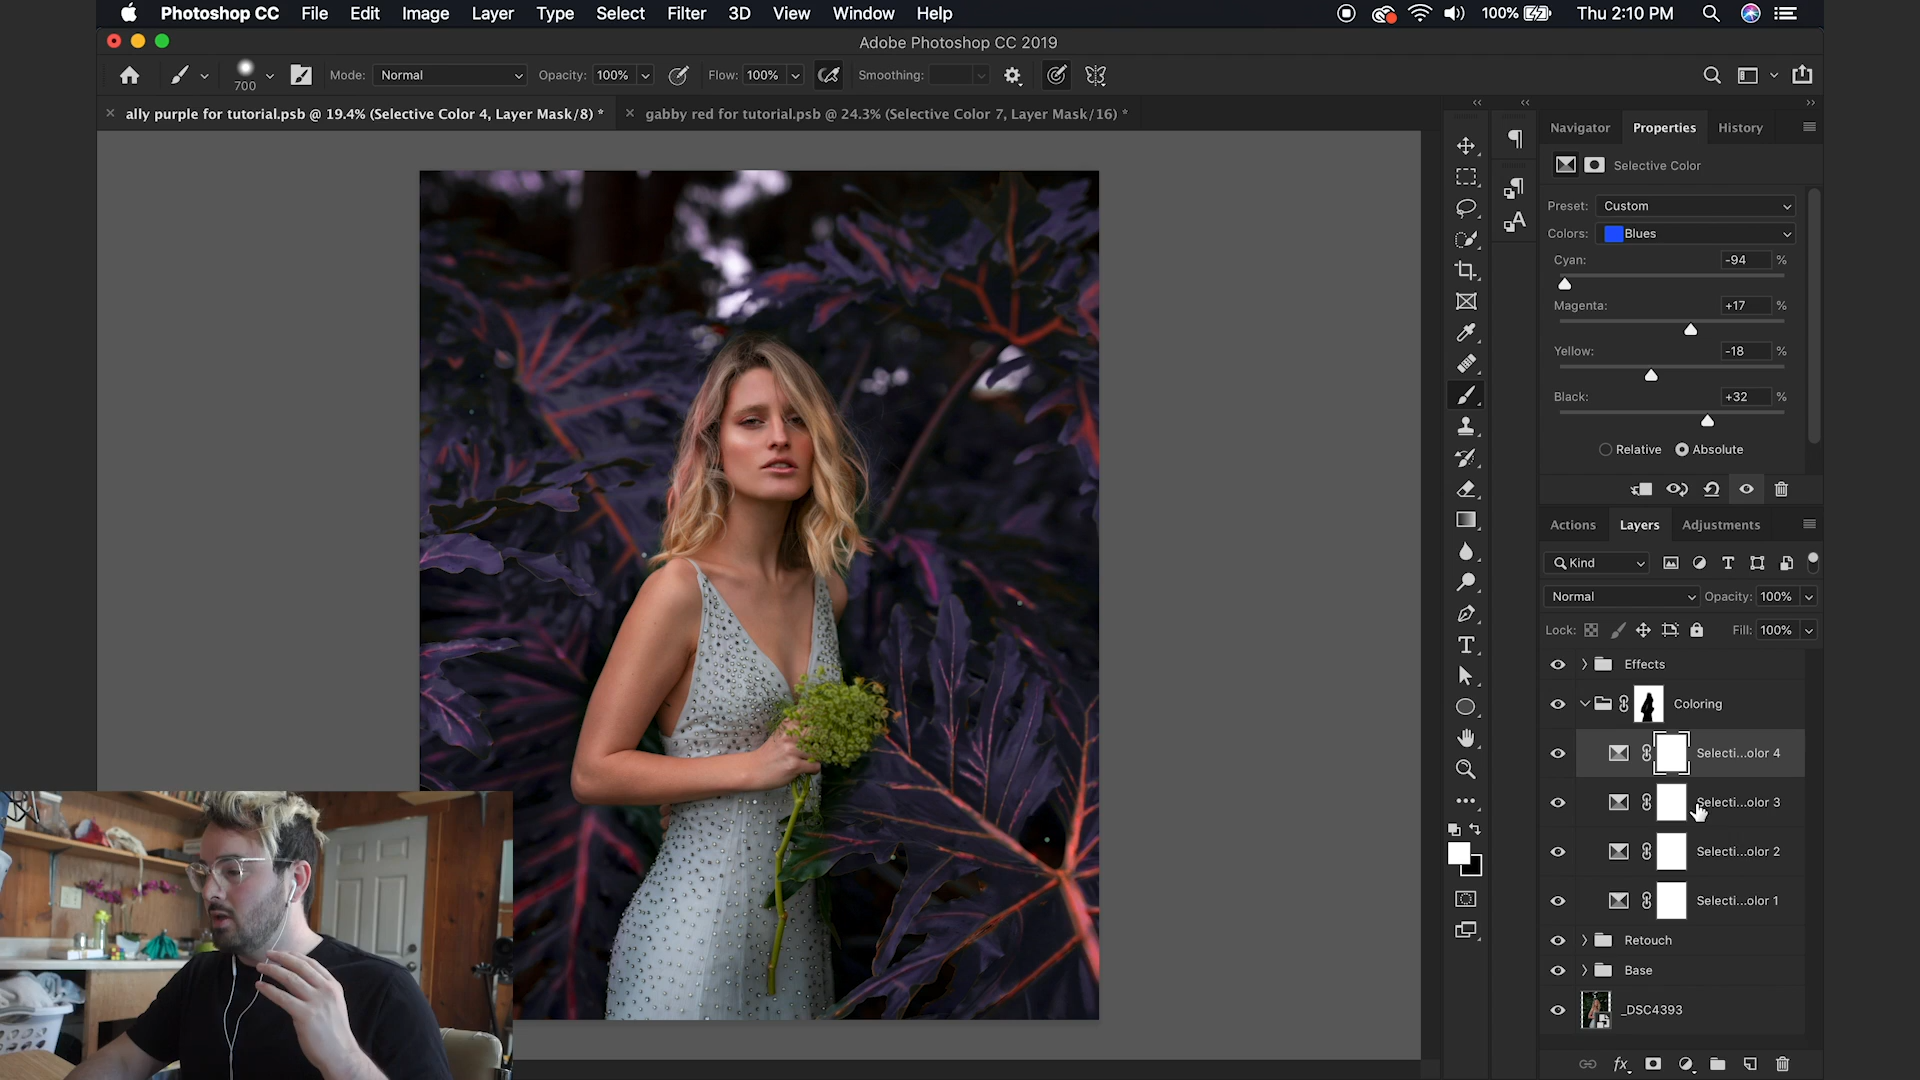 Photoshop CC File Edit Image Layer Type Select Filter 3D View Window Help 100% Thu 2:10 PM
Adobe Photoshop CC 2019
700 Mode: Normal Opacity: 100% Flow: 100% Smoothing:
ally purple for tutorial.psb @ 19.4% (Selective Color 4, Layer Mask/8) * gabby red for tutorial.psb @ 24.3% (Selective Color 7, Layer Mask/16) *
Navigator Properties History
Selective Color
Preset: Custom
Colors: Blues
Cyan: -94 %
Magenta: +17 %
Yellow: -18 %
Black: +32 %
Relative Absolute
Actions Layers Adjustments
Kind
Normal Opacity: 100%
Lock: Fill: 100%
Effects
Coloring
Selecti...olor 4
Selecti...olor 3
Selecti...olor 2
Selecti...olor 1
Retouch
Base
_DSC4393